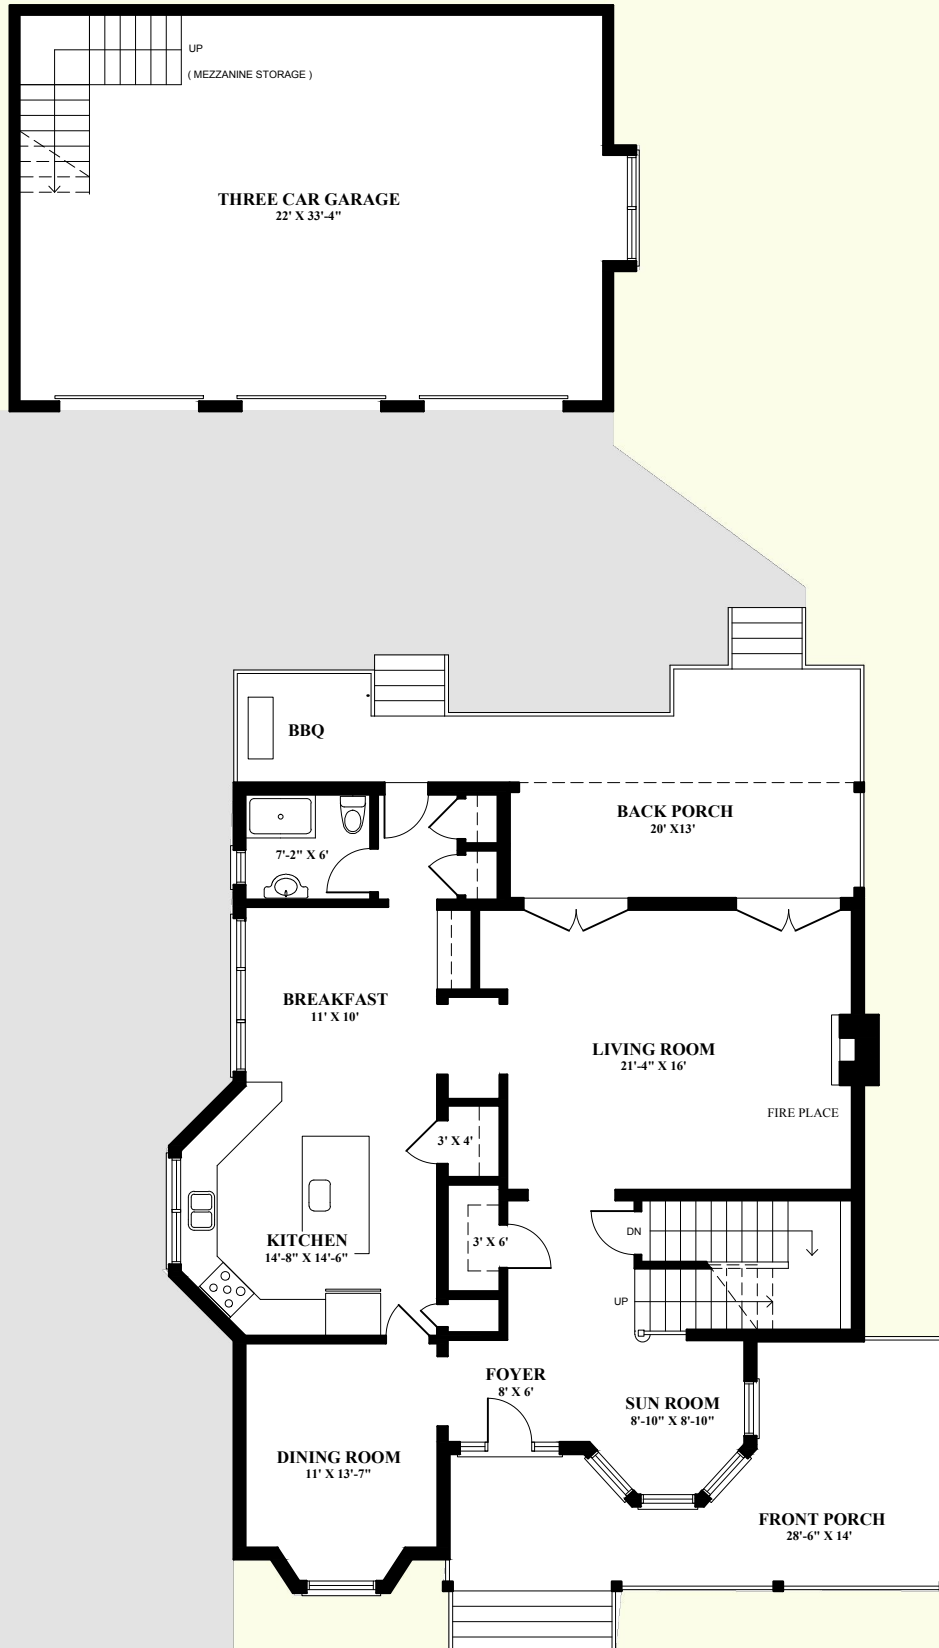 UP
( MEZZANINE STORAGE )
THREE CAR GARAGE
22' X 33'-4"
BBQ
BACK PORCH
20' X13'
7'-2" X 6'
BREAKFAST
11' X 10'
LIVING ROOM
21'-4" X 16'
FIRE PLACE
3' X 4'
KITCHEN
14'-8" X 14'-6"
3' X 6'
DN
UP
FOYER
8' X 6'
SUN ROOM
8'-10" X 8'-10"
DINING ROOM
11' X 13'-7"
FRONT PORCH
28'-6" X 14'